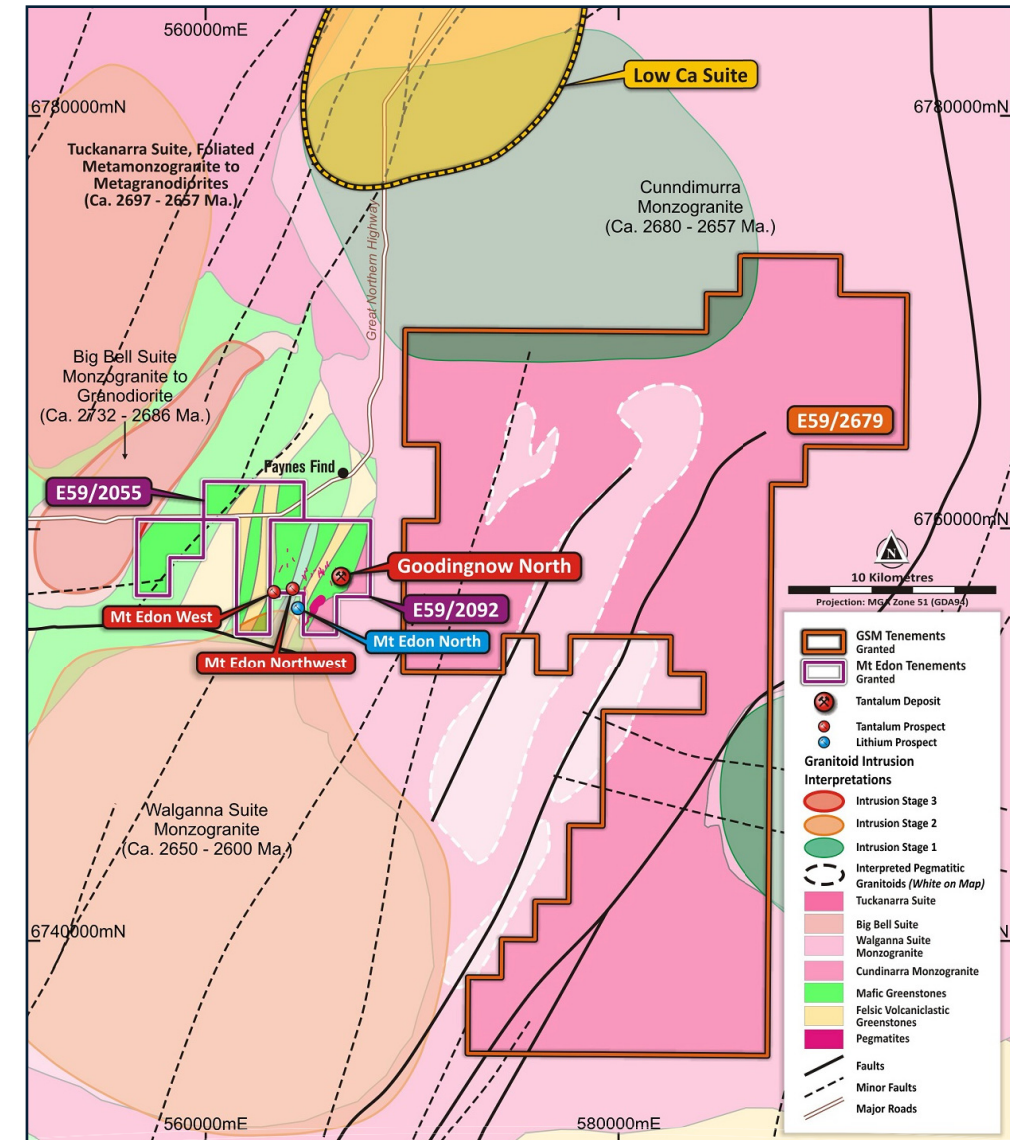 560000mE
Low Ca Suite
6780000mN
6780000mN
Tuckanarra Suite, Foliated
Metamonzogranite to
Metagranodiorites
(Ca. 2697 - 2657 Ma.)
Cunndimurra
Monzogranite
(Ca. 2680 - 2657 Ma.)
Great Northern Highway
Big Bell Suite
Monzogranite to
Granodiorite
(Ca. 2732 - 2686 Ma.)
E59/2679
Paynes Find
E59/2055
6760000mN
N
10 Kilometres
Projection: MGA Zone 51 (GDA94)
Goodingnow North
E59/2092
Mt Edon West
Mt Edon North
Mt Edon Northwest
GSM Tenements
Granted
Mt Edon Tenements
Granted
Tantalum Deposit
Tantalum Prospect
Lithium Prospect
Granitoid Intrusion
Interpretations
Intrusion Stage 3
Intrusion Stage 2
Intrusion Stage 1
Interpreted Pegmatitic
Granitoids (White on Map)
Tuckanarra Suite
Big Bell Suite
Walganna Suite
Monzogranite
Cundinarra Monzogranite
Mafic Greenstones
Felsic Volcaniclastic
Greenstones
Pegmatites
Faults
Minor Faults
Major Roads
Walganna Suite
Monzogranite
(Ca. 2650 - 2600 Ma.)
6740000mN
N
560000mE
580000mE